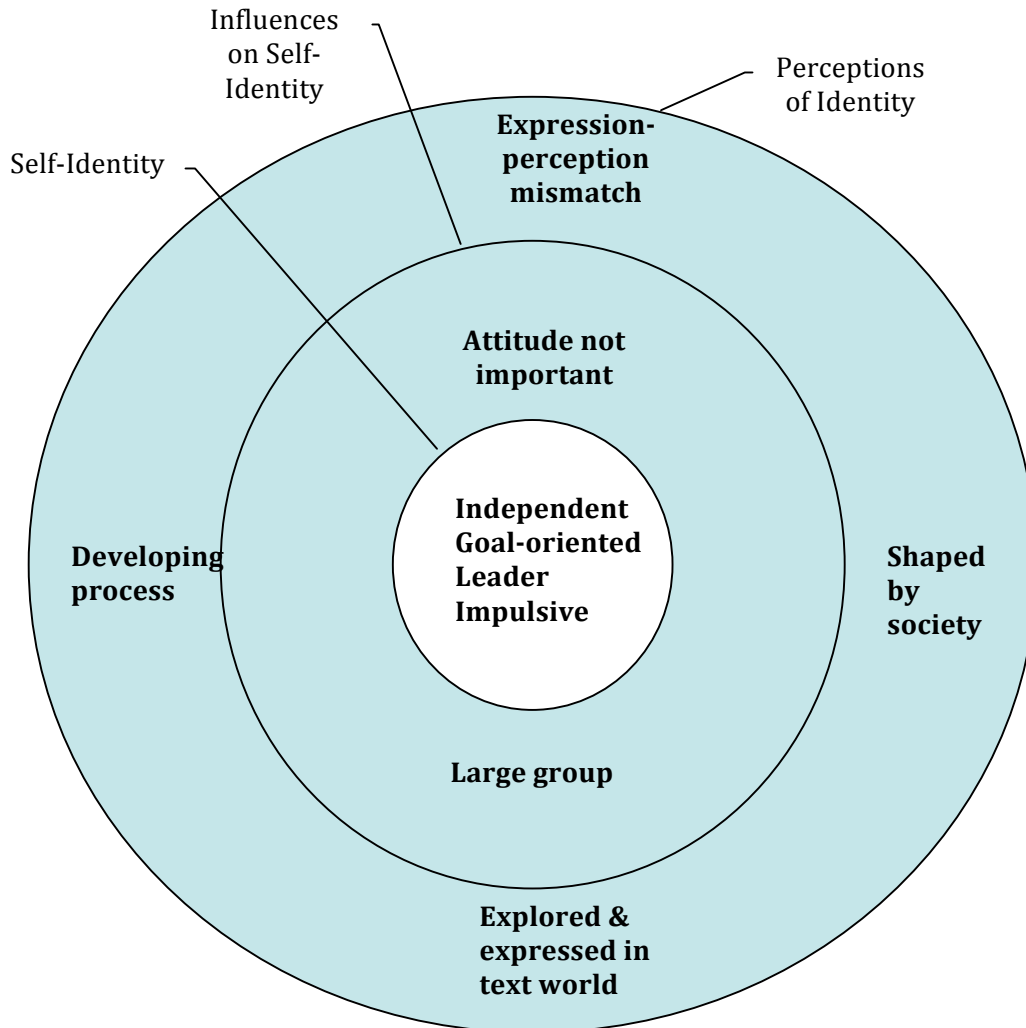 Influences
on Self-
Identity
Perceptions
of Identity
Self-Identity
Expression-
perception
mismatch
Attitude not
important
Independent
Goal-oriented
Leader
Impulsive
Developing
process
Shaped
by
society
Large group
Explored &
expressed in
text world